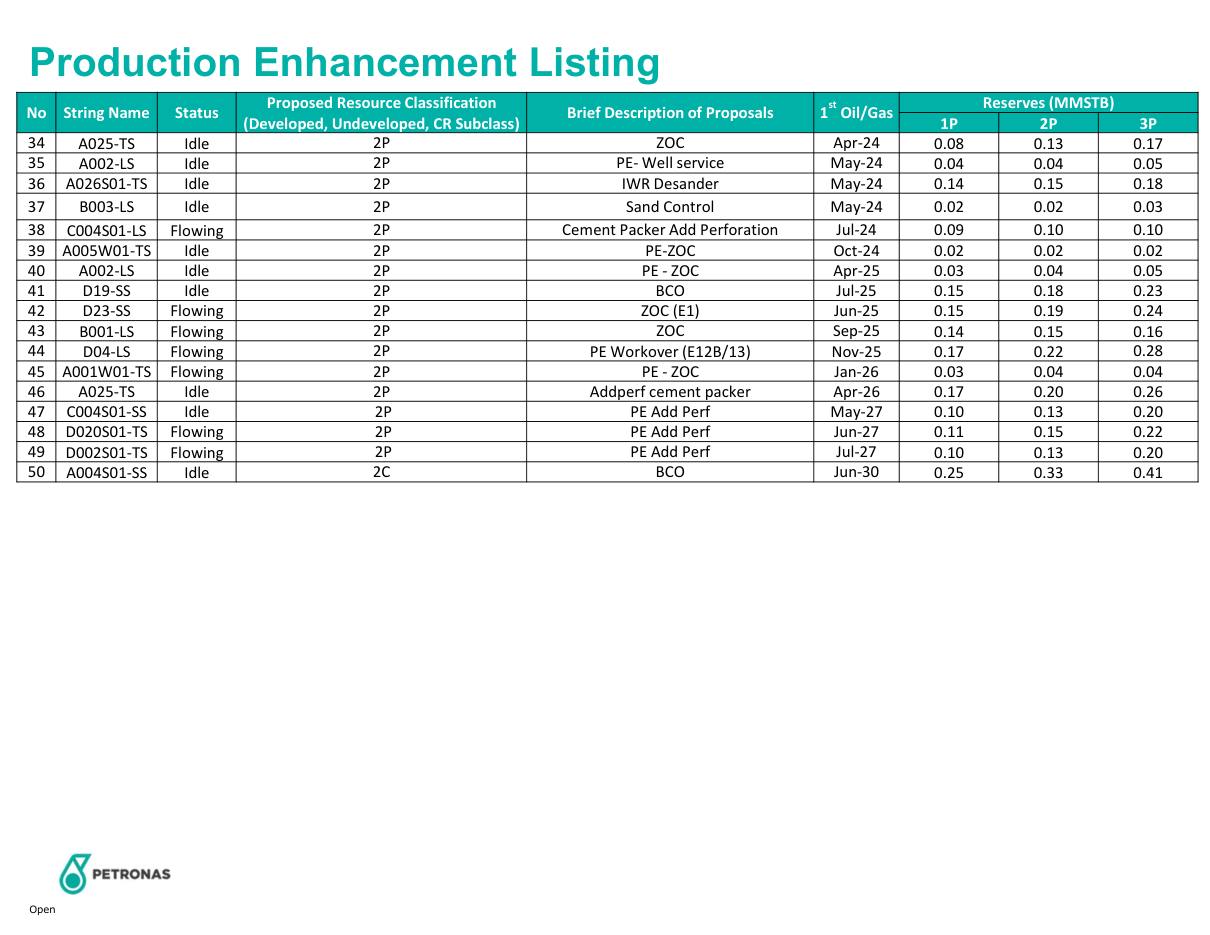 Production Enhancement Listing
No String Name Status Proposed Resource Classification (Developed, Undeveloped, CR Subclass) Brief Description of Proposals 1st Oil/Gas Reserves (MMSTB)
1P 2P 3P
34 A025-TS Idle 2P ZOC Apr-24 0.08 0.13 0.17
35 A002-LS Idle 2P PE- Well service May-24 0.04 0.04 0.05
36 A026S01-TS Idle 2P IWR Desander May-24 0.14 0.15 0.18
37 B003-LS Idle 2P Sand Control May-24 0.02 0.02 0.03
38 C004S01-LS Flowing 2P Cement Packer Add Perforation Jul-24 0.09 0.10 0.10
39 A005W01-TS Idle 2P PE-ZOC Oct-24 0.02 0.02 0.02
40 A002-LS Idle 2P PE - ZOC Apr-25 0.03 0.04 0.05
41 D19-SS Idle 2P BCO Jul-25 0.15 0.18 0.23
42 D23-SS Flowing 2P ZOC (E1) Jun-25 0.15 0.19 0.24
43 B001-LS Flowing 2P ZOC Sep-25 0.14 0.15 0.16
44 D04-LS Flowing 2P PE Workover (E12B/13) Nov-25 0.17 0.22 0.28
45 A001W01-TS Flowing 2P PE - ZOC Jan-26 0.03 0.04 0.04
46 A025-TS Idle 2P Addperf cement packer Apr-26 0.17 0.20 0.26
47 C004S01-SS Idle 2P PE Add Perf May-27 0.10 0.13 0.20
48 D020S01-TS Flowing 2P PE Add Perf Jun-27 0.11 0.15 0.22
49 D002S01-TS Flowing 2P PE Add Perf Jul-27 0.10 0.13 0.20
50 A004S01-SS Idle 2C BCO Jun-30 0.25 0.33 0.41
PETRONAS
Open